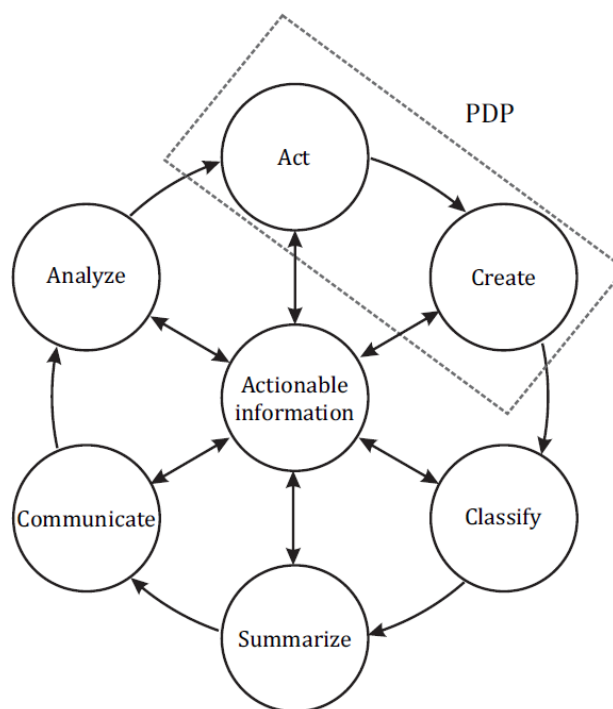 PDP
Act
Analyze
Create
Actionable
information
Communicate
Classify
Summarize